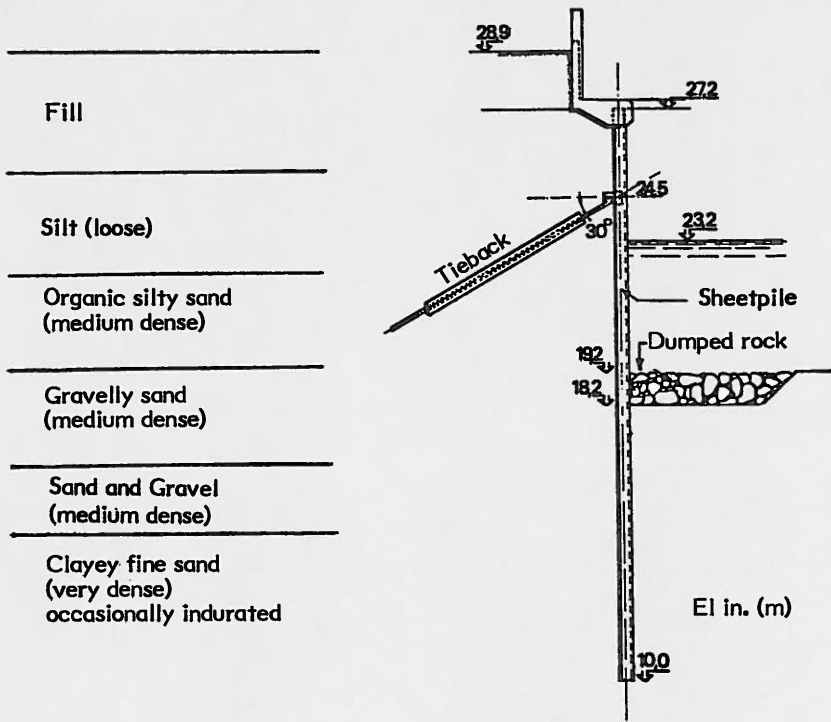 28,9
27,2
Fill
24,5
Silt (loose)
30°
23,2
Tieback
Organic silty sand
(medium dense)
Sheetpile
Dumped rock
19,2
18,2
Gravelly sand
(medium dense)
Sand and Gravel
(medium dense)
Clayey fine sand
(very dense)
occasionally indurated
El in. (m)
10,0